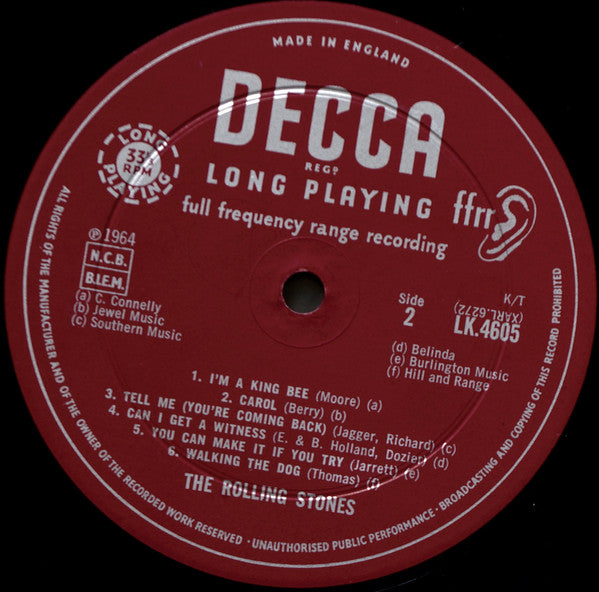 MADE IN ENGLAND
DECCA
REGD
LONG PLAYING
ffrr
full frequency range recording
LONG PLAYING
33⅓
RPM
℗1964
N.C.B.
B.I.E.M.
(a) C. Connelly
(b) Jewel Music
(c) Southern Music
Side
2
K/T
(XARL.6272)
LK.4605
(d) Belinda
(e) Burlington Music
(f) Hill and Range
1. I'M A KING BEE (Moore) (a)
2. CAROL (Berry) (b)
3. TELL ME (YOU'RE COMING BACK) (Jagger, Richard) (c)
4. CAN I GET A WITNESS (E. & B. Holland, Dozier) (d)
5. YOU CAN MAKE IT IF YOU TRY (Jarrett) (e)
6. WALKING THE DOG (Thomas) (f)
THE ROLLING STONES
ALL RIGHTS OF THE MANUFACTURER AND OF THE OWNER OF THE RECORDED WORK RESERVED · UNAUTHORISED PUBLIC PERFORMANCE · BROADCASTING AND COPYING OF THIS RECORD PROHIBITED